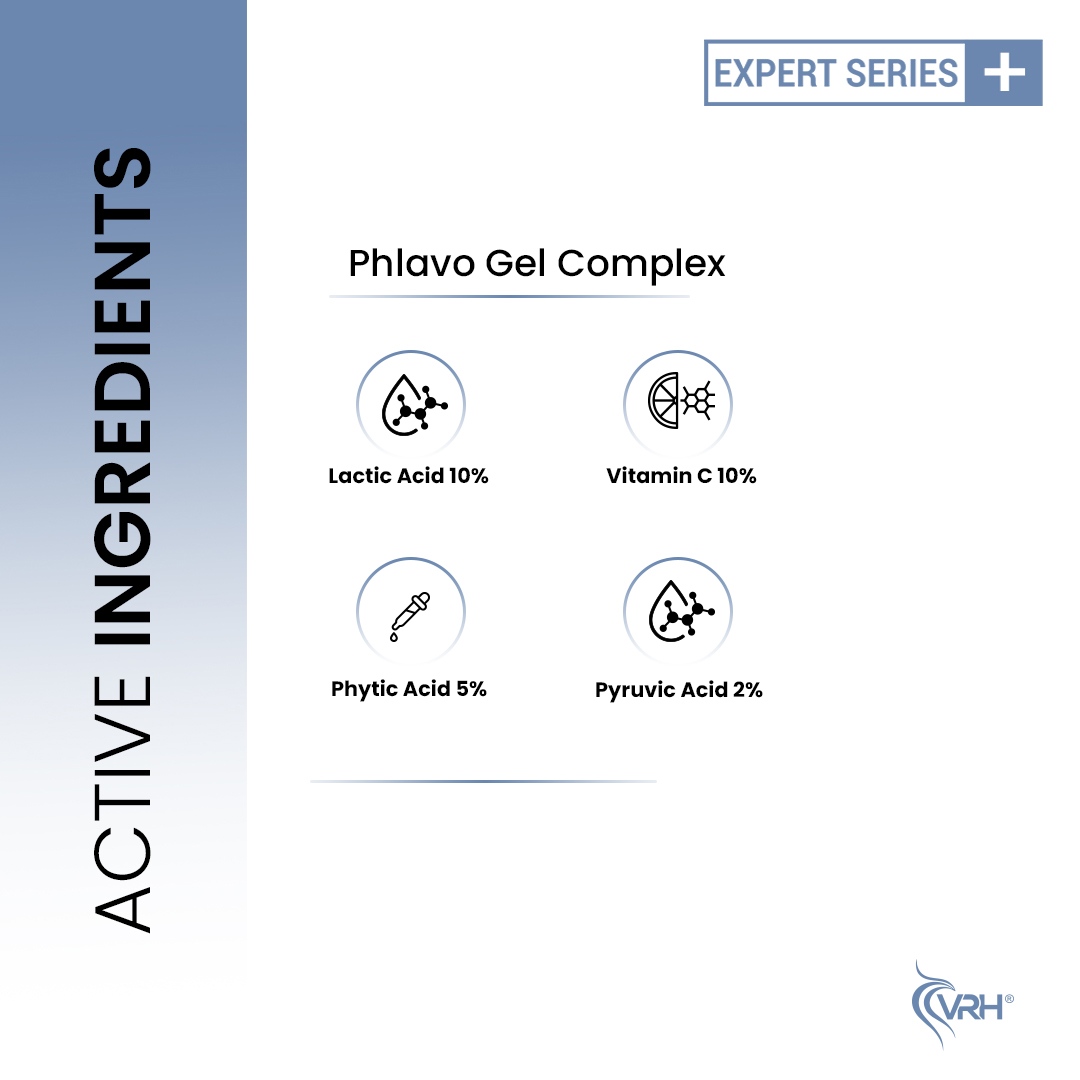 EXPERT SERIES +
ACTIVE INGREDIENTS
Phlavo Gel Complex
Lactic Acid 10%
Vitamin C 10%
Phytic Acid 5%
Pyruvic Acid 2%
VRH®